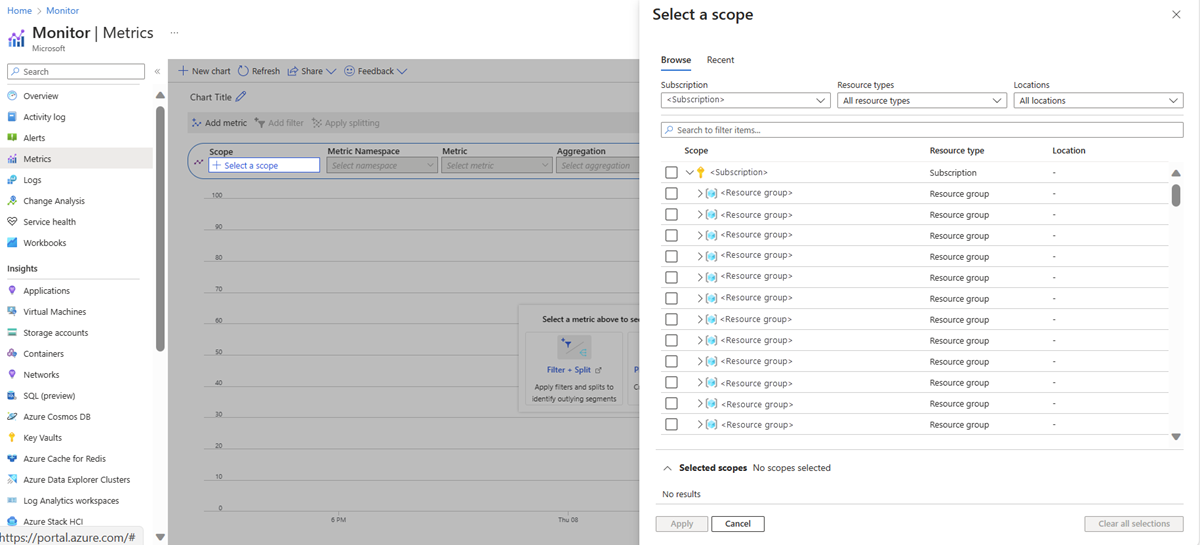 Home > Monitor
Monitor | Metrics ...
Microsoft
Search
«
Overview
Activity log
Alerts
Metrics
Logs
Change Analysis
Service health
Workbooks
Insights
Applications
Virtual Machines
Storage accounts
Containers
Networks
SQL (preview)
Azure Cosmos DB
Key Vaults
Azure Cache for Redis
Azure Data Explorer Clusters
Log Analytics workspaces
Azure Stack HCI
https://portal.azure.com/#
New chart Refresh Share Feedback
Chart Title
Add metric Add filter Apply splitting
Scope Metric Namespace Metric Aggregation
Select a scope Select namespace Select metric Select aggregation
100
90
80
70
60
50
40
30
20
10
0
6 PM Thu 08
Select a metric above to se
Filter + Split P
Apply filters and splits to C
identify outlying segments
Select a scope
Browse Recent
Subscription Resource types Locations
<Subscription> All resource types All locations
Search to filter items...
Scope Resource type Location
<Subscription> Subscription -
<Resource group> Resource group -
<Resource group> Resource group -
<Resource group> Resource group -
<Resource group> Resource group -
<Resource group> Resource group -
<Resource group> Resource group -
<Resource group> Resource group -
<Resource group> Resource group -
<Resource group> Resource group -
<Resource group> Resource group -
<Resource group> Resource group -
<Resource group> Resource group -
Selected scopes No scopes selected
No results
Apply Cancel Clear all selections